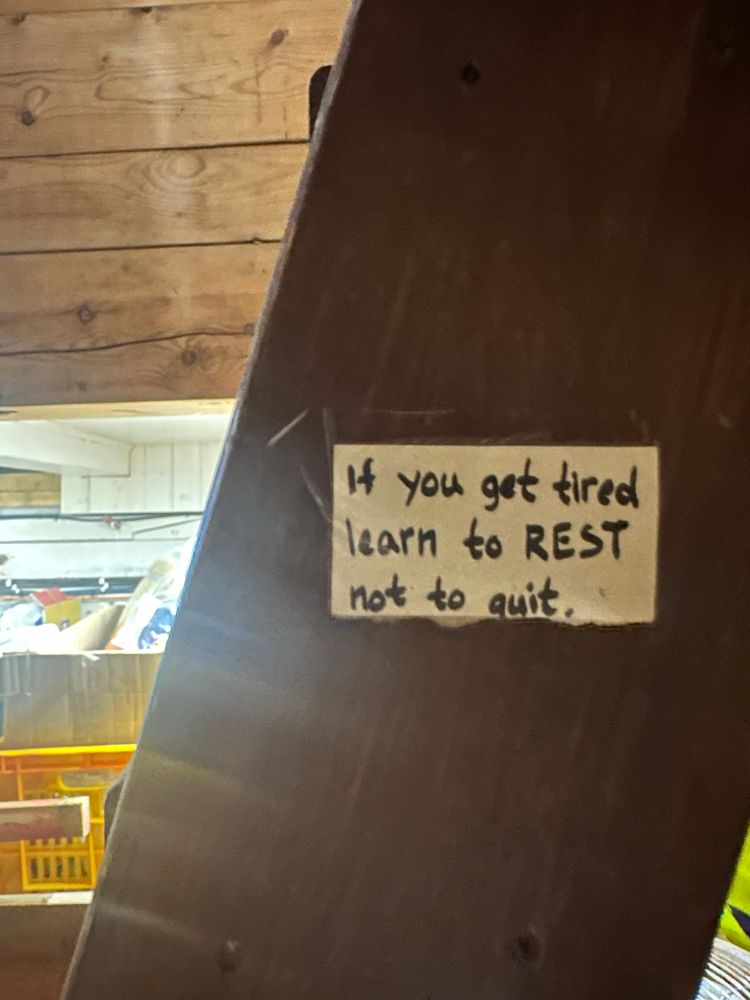 If you get tired
learn to REST
not to quit.